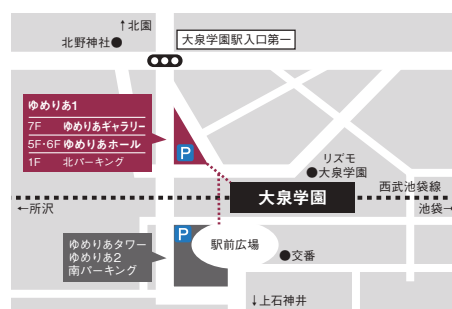 ↑北園
北野神社●
大泉学園駅入口第一
ゆめりあ1
7F ゆめりあギャラリー
5F・6F ゆめりあホール
1F 北パーキング
P
リズモ
●大泉学園
大泉学園
西武池袋線
←所沢
池袋→
P
ゆめりあタワー
ゆめりあ2
南パーキング
駅前広場
●交番
↓上石神井